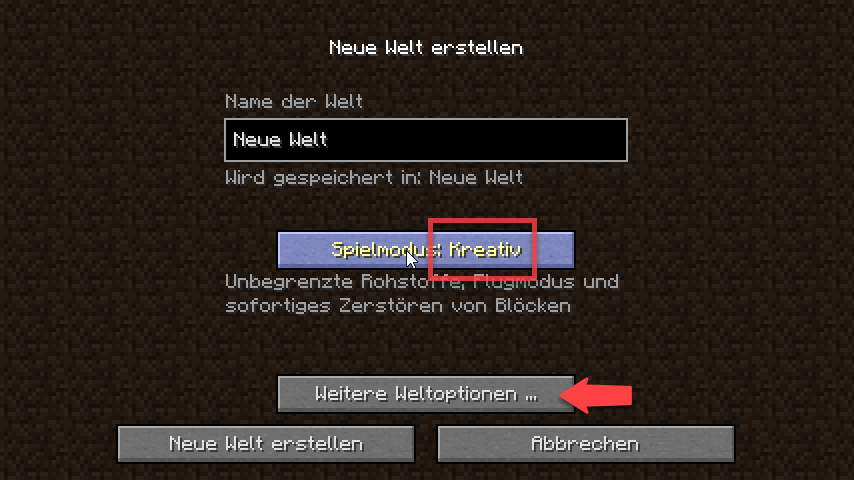 Neue Welt erstellen
Name der Welt
Neue Welt
Wird gespeichert in: Neue Welt
Spielmodus: Kreativ
Unbegrenzte Rohstoffe, Flugmodus und
sofortiges Zerstören von Blöcken
Weitere Weltoptionen ...
Neue Welt erstellen
Abbrechen